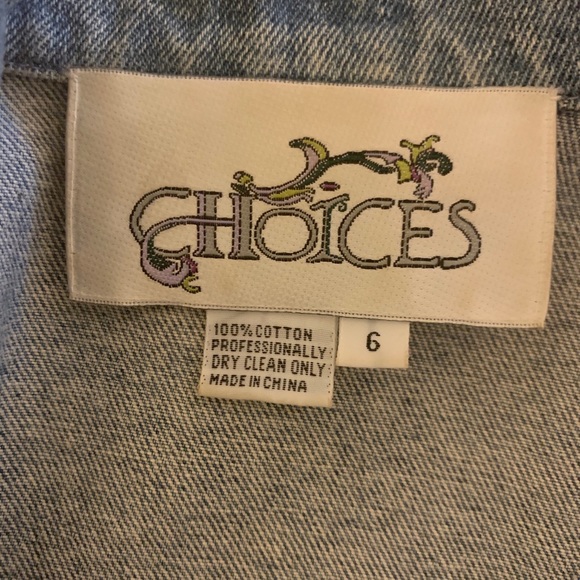 CHOICES
100% COTTON
PROFESSIONALLY
DRY CLEAN ONLY
MADE IN CHINA
6